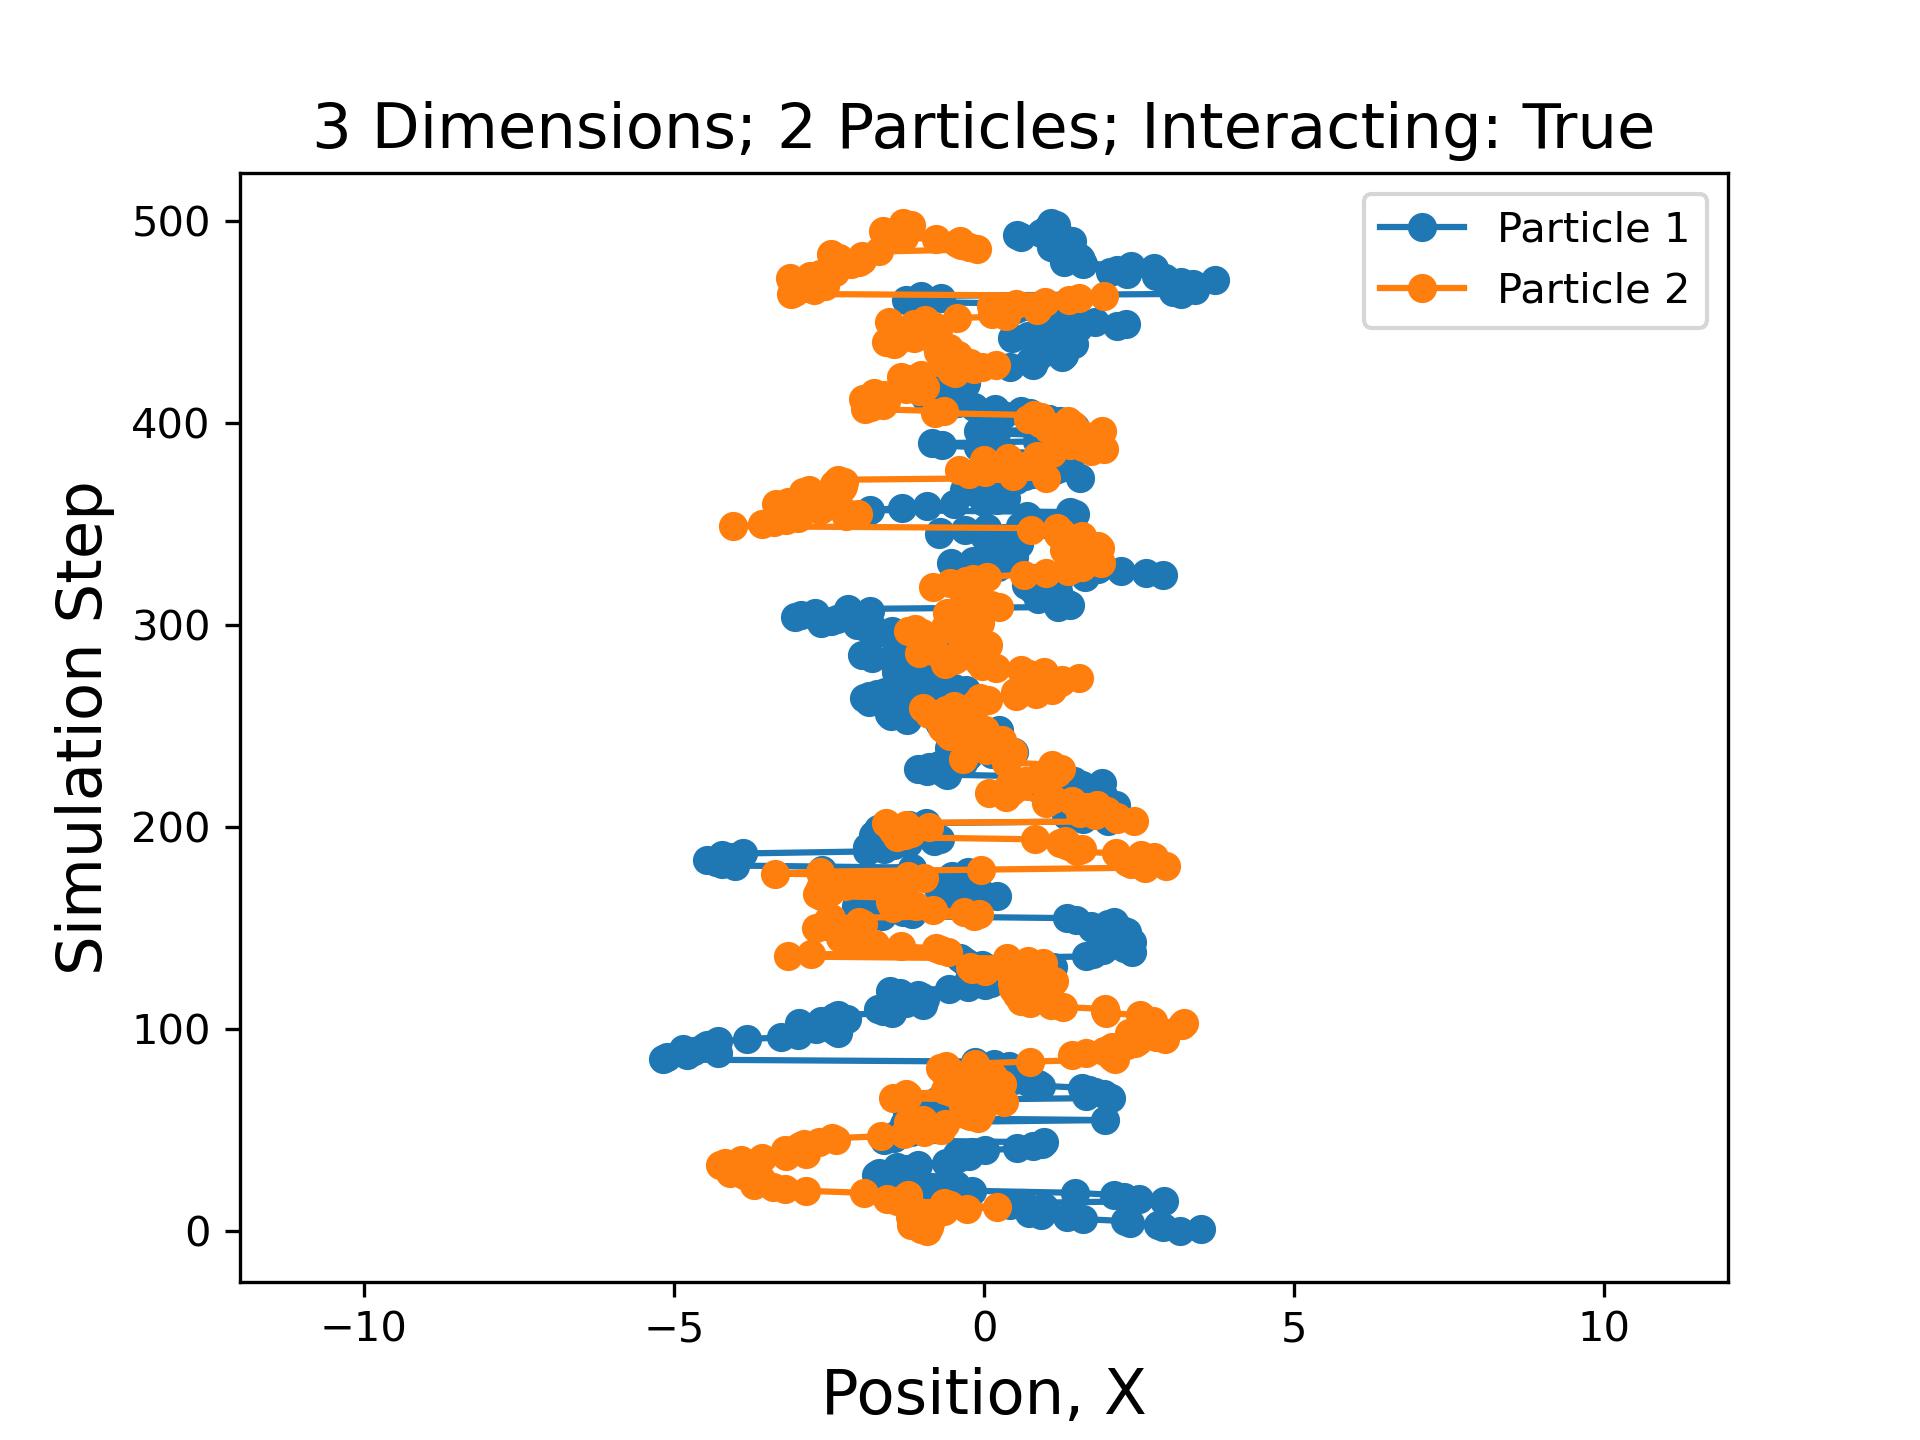 3 Dimensions; 2 Particles; Interacting: True
Particle 1
Particle 2
500
400
300
200
100
0
Simulation Step
−10
−5
0
5
10
Position, X